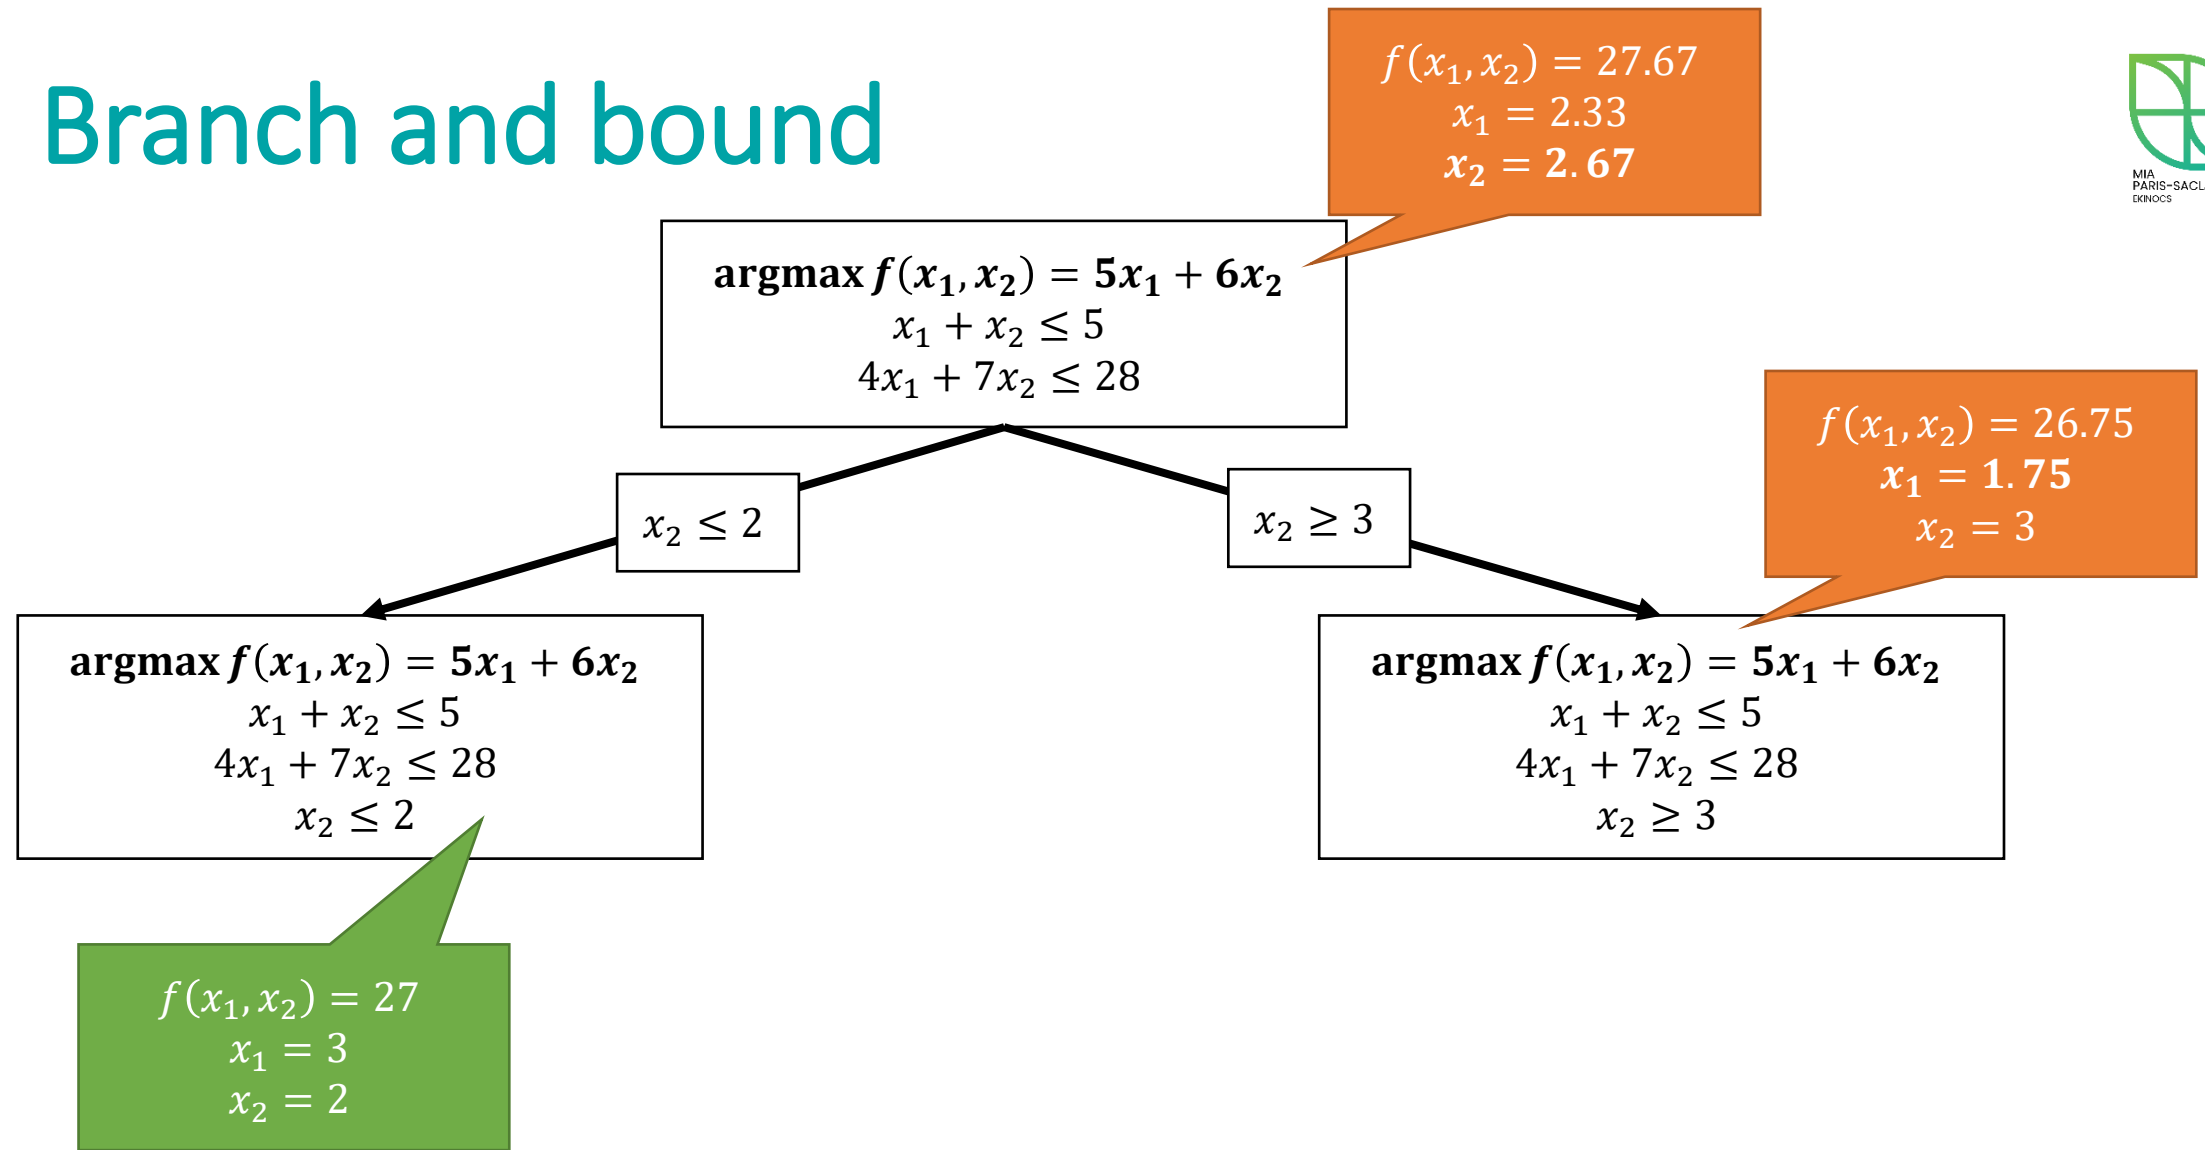 Branch and bound
f(x₁, x₂) = 27.67
x₁ = 2.33
x₂ = 2.67
MIA
PARIS-SACL
EKINOCS
argmax f(x₁, x₂) = 5x₁ + 6x₂
x₁ + x₂ ≤ 5
4x₁ + 7x₂ ≤ 28
f(x₁, x₂) = 26.75
x₁ = 1.75
x₂ = 3
x₂ ≤ 2
x₂ ≥ 3
argmax f(x₁, x₂) = 5x₁ + 6x₂
x₁ + x₂ ≤ 5
4x₁ + 7x₂ ≤ 28
x₂ ≤ 2
argmax f(x₁, x₂) = 5x₁ + 6x₂
x₁ + x₂ ≤ 5
4x₁ + 7x₂ ≤ 28
x₂ ≥ 3
f(x₁, x₂) = 27
x₁ = 3
x₂ = 2